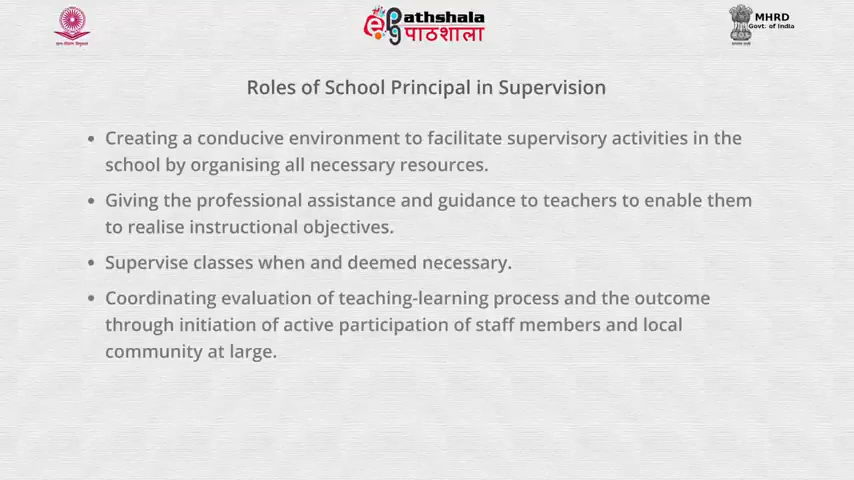 Pathshala
पाठशाला
MHRD
Govt. of India
Roles of School Principal in Supervision
• Creating a conducive environment to facilitate supervisory activities in the
school by organising all necessary resources.
• Giving the professional assistance and guidance to teachers to enable them
to realise instructional objectives.
• Supervise classes when and deemed necessary.
• Coordinating evaluation of teaching-learning process and the outcome
through initiation of active participation of staff members and local
community at large.